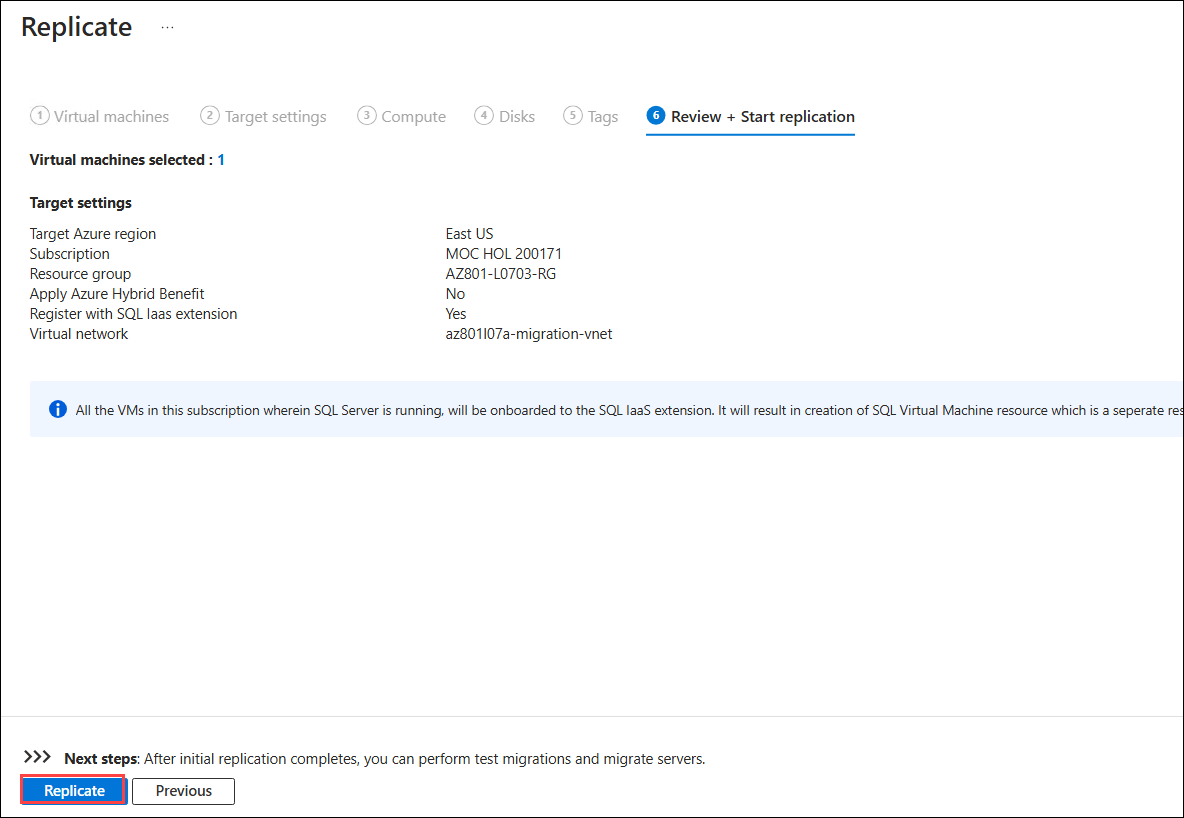 Replicate ...
1 Virtual machines 2 Target settings 3 Compute 4 Disks 5 Tags 6 Review + Start replication
Virtual machines selected : 1
Target settings
Target Azure region East US
Subscription MOC HOL 200171
Resource group AZ801-L0703-RG
Apply Azure Hybrid Benefit No
Register with SQL Iaas extension Yes
Virtual network az801l07a-migration-vnet
All the VMs in this subscription wherein SQL Server is running, will be onboarded to the SQL IaaS extension. It will result in creation of SQL Virtual Machine resource which is a seperate res
>>> Next steps: After initial replication completes, you can perform test migrations and migrate servers.
Replicate Previous